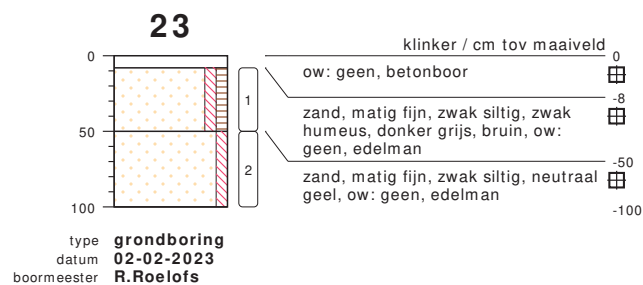 23
klinker / cm tov maaiveld
0
0
ow: geen, betonboor
-8
1
zand, matig fijn, zwak siltig, zwak
humeus, donker grijs, bruin, ow:
geen, edelman
50
-50
2
zand, matig fijn, zwak siltig, neutraal
geel, ow: geen, edelman
100
-100
type grondboring
datum 02-02-2023
boormeester R.Roelofs